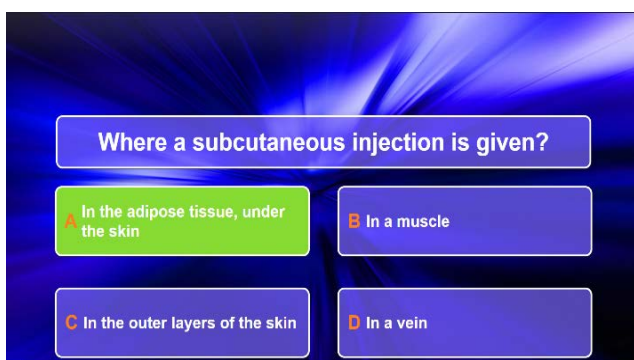 Where a subcutaneous injection is given?
A In the adipose tissue, under
the skin
B In a muscle
C In the outer layers of the skin
D In a vein